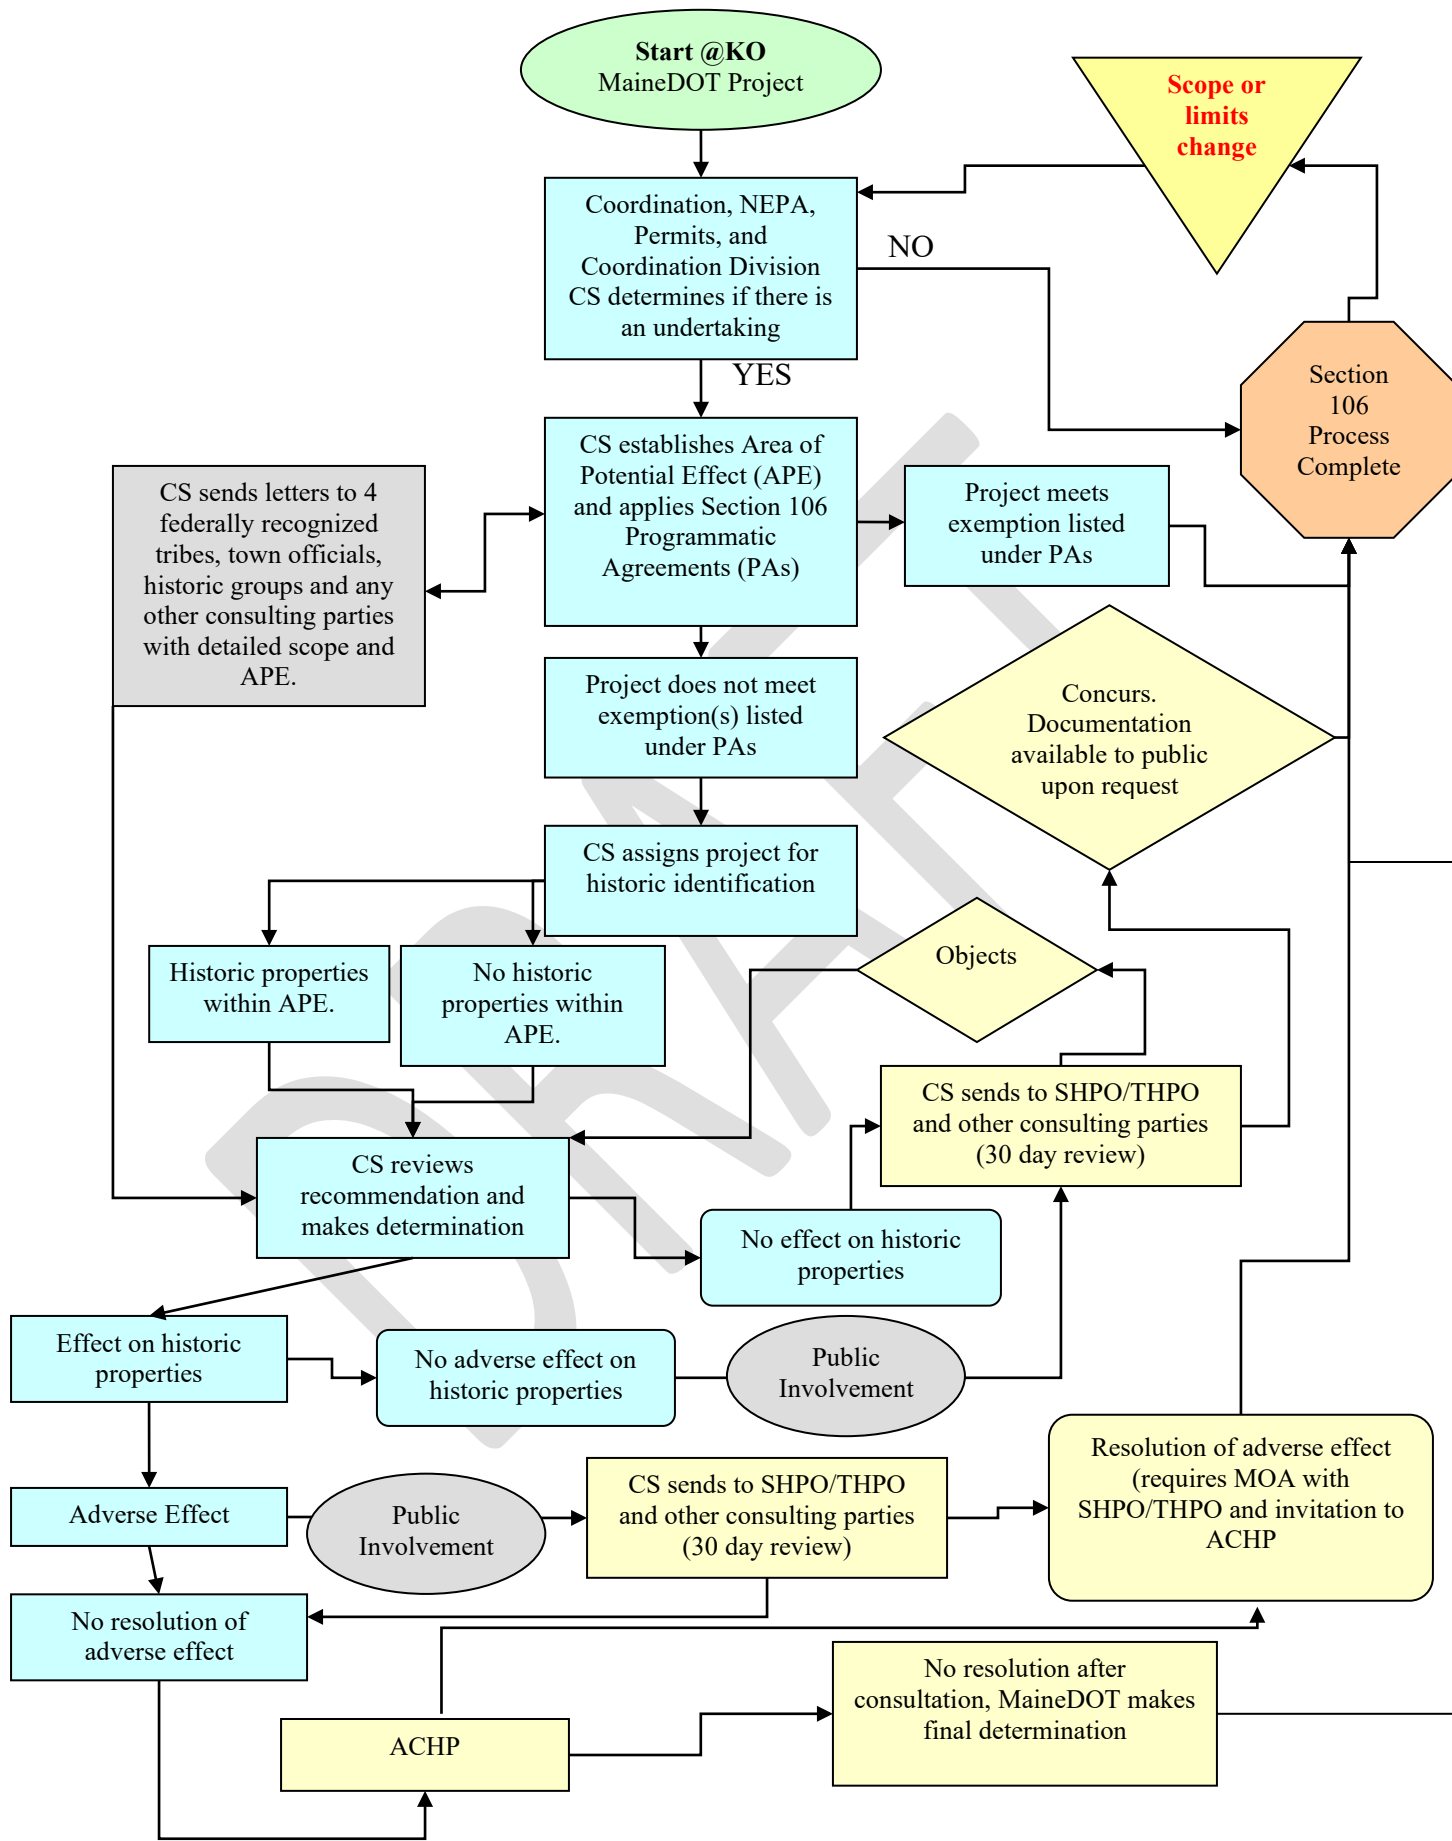 Start @KO
MaineDOT Project
Scope or
limits
change
Coordination, NEPA,
Permits, and
Coordination Division
CS determines if there is
an undertaking
NO
YES
Section
106
Process
Complete
CS sends letters to 4
federally recognized
tribes, town officials,
historic groups and any
other consulting parties
with detailed scope and
APE.
CS establishes Area of
Potential Effect (APE)
and applies Section 106
Programmatic
Agreements (PAs)
Project meets
exemption listed
under PAs
Project does not meet
exemption(s) listed
under PAs
Concurs.
Documentation
available to public
upon request
CS assigns project for
historic identification
Historic properties
within APE.
No historic
properties within
APE.
Objects
CS sends to SHPO/THPO
and other consulting parties
(30 day review)
CS reviews
recommendation and
makes determination
No effect on historic
properties
Effect on historic
properties
No adverse effect on
historic properties
Public
Involvement
Adverse Effect
Public
Involvement
CS sends to SHPO/THPO
and other consulting parties
(30 day review)
Resolution of adverse effect
(requires MOA with
SHPO/THPO and invitation to
ACHP
No resolution of
adverse effect
ACHP
No resolution after
consultation, MaineDOT makes
final determination
DRAFT